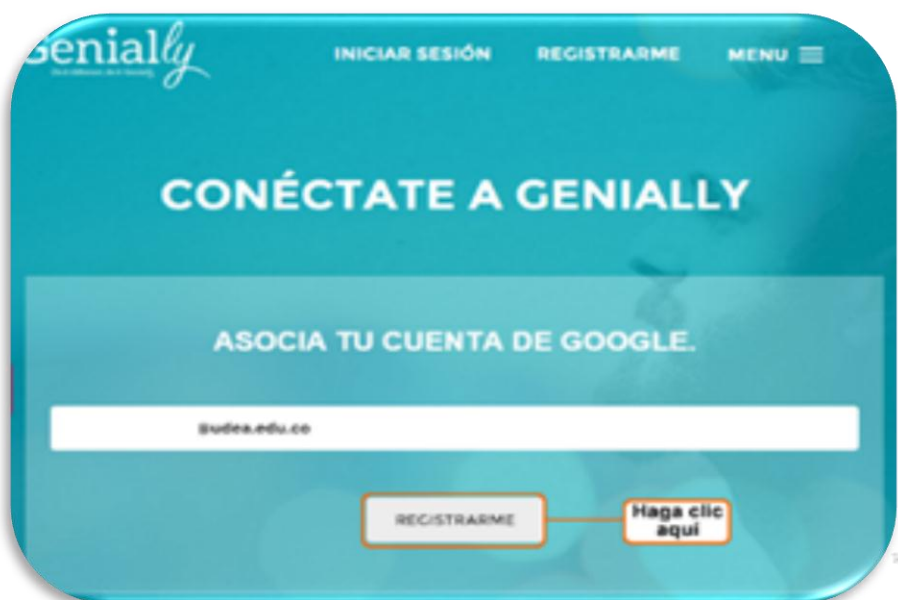 Genially
INICIAR SESIÓN REGISTRARME MENU
CONÉCTATE A GENIALLY
ASOCIA TU CUENTA DE GOOGLE.
@udea.edu.co
REGISTRARME
Haga clic
aquí